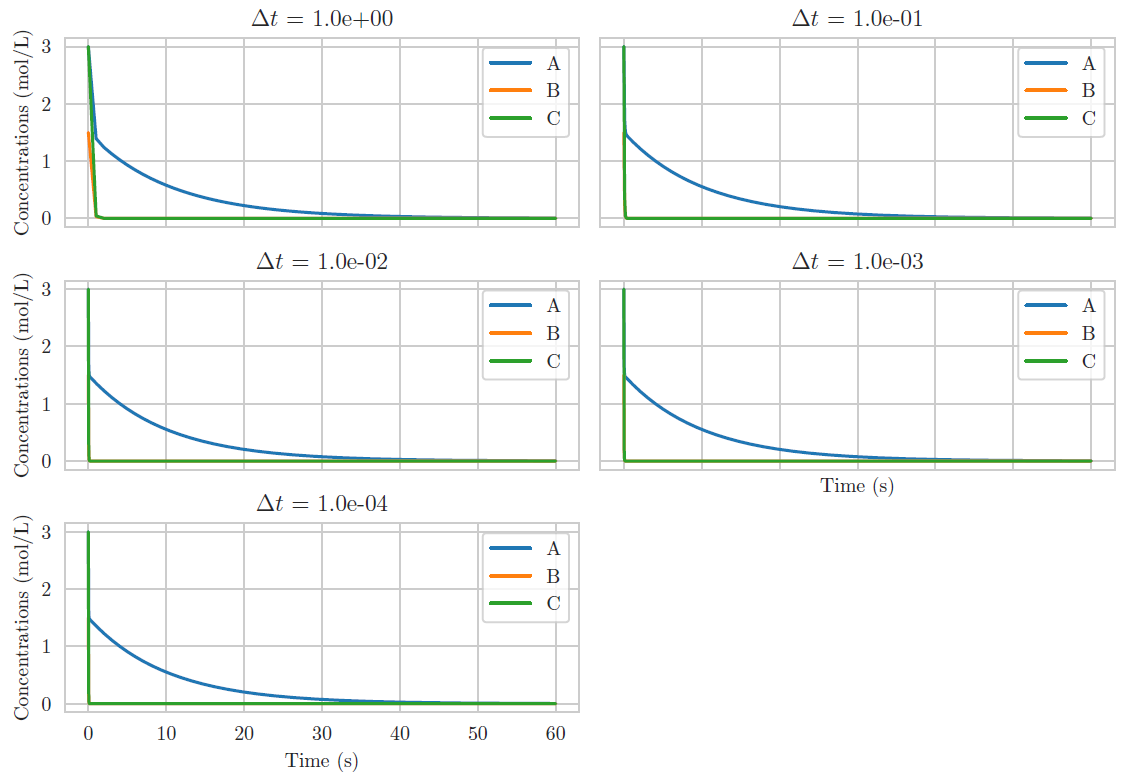 Δt = 1.0e+00
Concentrations (mol/L)
3
2
1
0
A
B
C
Δt = 1.0e-01
A
B
C
Δt = 1.0e-02
Concentrations (mol/L)
3
2
1
0
A
B
C
Δt = 1.0e-03
A
B
C
Time (s)
Δt = 1.0e-04
Concentrations (mol/L)
3
2
1
0
A
B
C
0 10 20 30 40 50 60
Time (s)